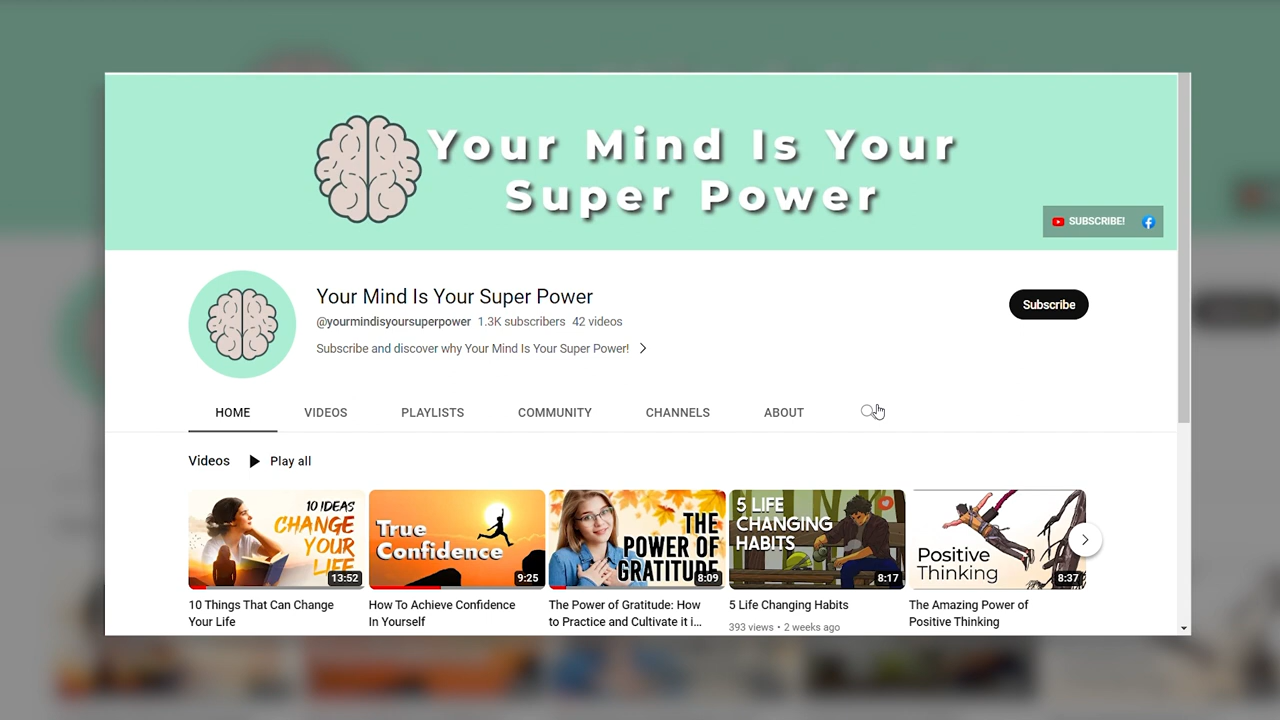 Your Mind Is Your
Super Power
SUBSCRIBE!
Your Mind Is Your Super Power
Subscribe
@yourmindisyoursuperpower 1.3K subscribers 42 videos
Subscribe and discover why Your Mind Is Your Super Power!
HOME VIDEOS PLAYLISTS COMMUNITY CHANNELS ABOUT
Videos Play all
10 IDEAS
CHANGE
YOUR
LIFE
13:52
True
Confidence
9:25
THE
POWER OF
GRATITUDE
8:09
5 LIFE
CHANGING
HABITS
8:17
Positive
Thinking
8:37
10 Things That Can Change
Your Life
How To Achieve Confidence
In Yourself
The Power of Gratitude: How
to Practice and Cultivate it i...
5 Life Changing Habits
393 views • 2 weeks ago
The Amazing Power of
Positive Thinking